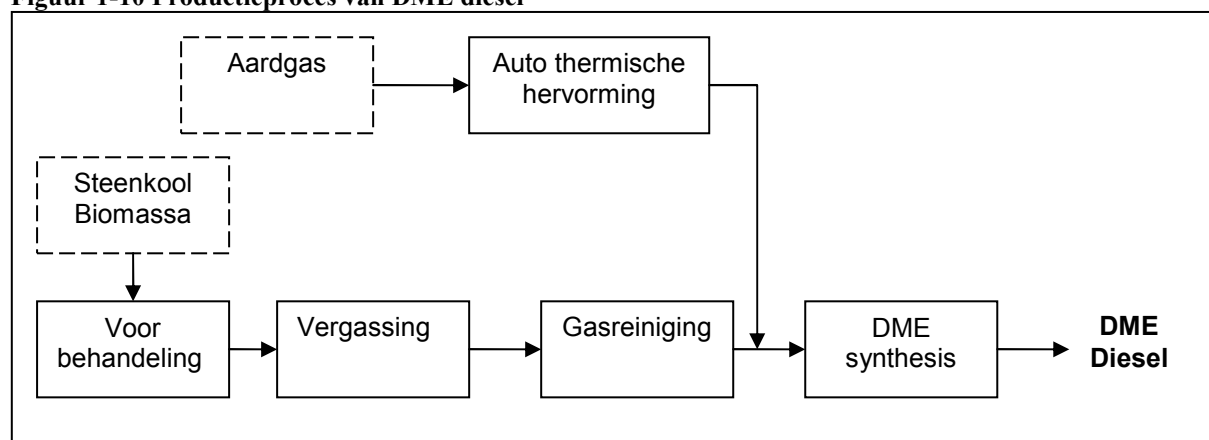 Figuur 1-10 Productieproces van DME diesel
Aardgas
Auto thermische
hervorming
Steenkool
Biomassa
Voor
behandeling
Vergassing
Gasreiniging
DME
synthesis
DME
Diesel